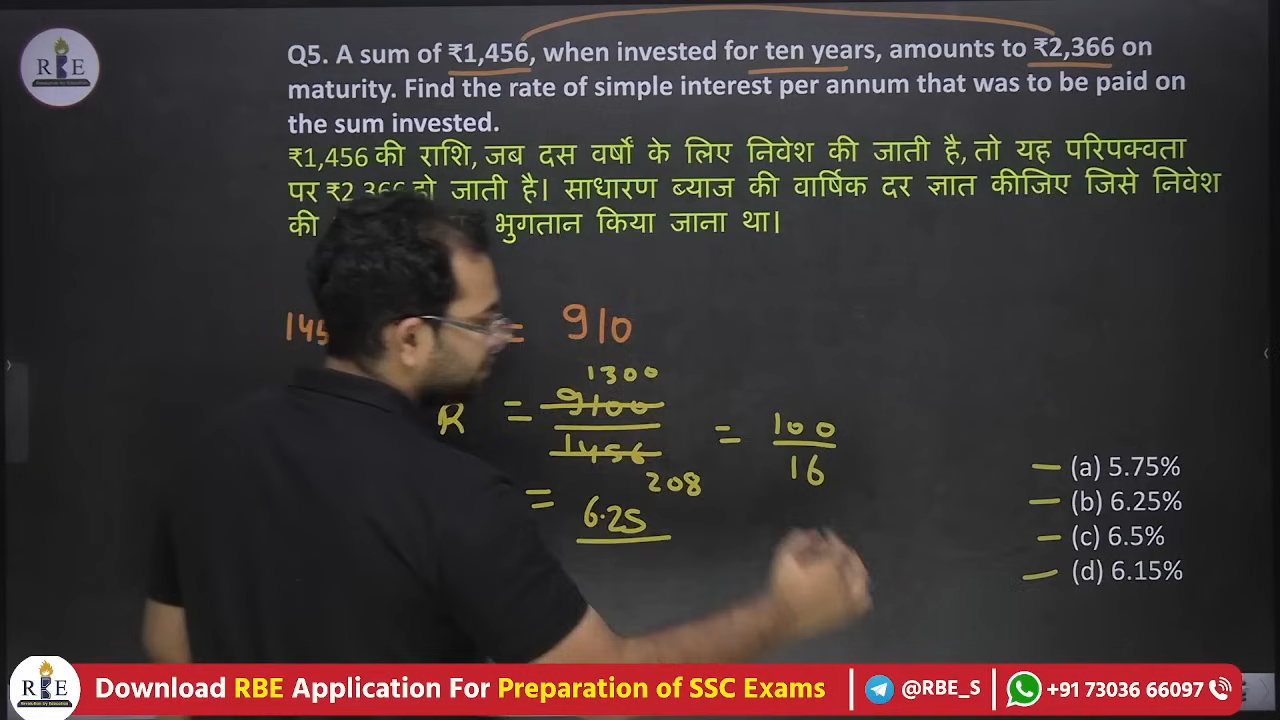 RBE
Q5. A sum of ₹1,456, when invested for ten years, amounts to ₹2,366 on
maturity. Find the rate of simple interest per annum that was to be paid on
the sum invested.
₹1,456 की राशि, जब दस वर्षों के लिए निवेश की जाती है, तो यह परिपक्वता
पर ₹2,366 हो जाती है। साधारण ब्याज की वार्षिक दर ज्ञात कीजिए जिसे निवेश
की भुगतान किया जाना था।
145 = 910
1300
R = 9100
1456
208
= 100
16
= 6.25
(a) 5.75%
(b) 6.25%
(c) 6.5%
(d) 6.15%
RBE
Download RBE Application For Preparation of SSC Exams
@RBE_S
+91 73036 66097